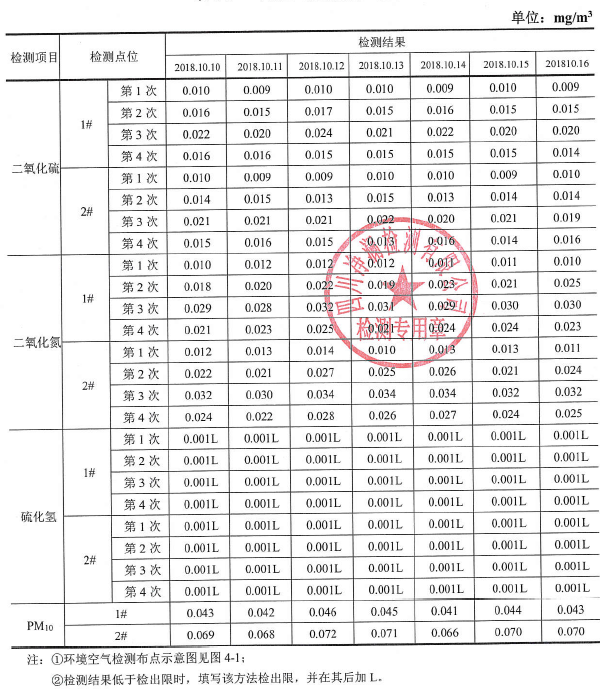 单位：mg/m³
检测项目 检测点位 检测结果
2018.10.10 2018.10.11 2018.10.12 2018.10.13 2018.10.14 2018.10.15 201810.16
二氧化硫 1# 第 1 次 0.010 0.009 0.010 0.010 0.009 0.010 0.009
第 2 次 0.016 0.015 0.017 0.015 0.016 0.015 0.015
第 3 次 0.022 0.020 0.024 0.021 0.022 0.020 0.020
第 4 次 0.016 0.016 0.015 0.015 0.015 0.015 0.014
2# 第 1 次 0.010 0.009 0.009 0.010 0.010 0.009 0.010
第 2 次 0.014 0.015 0.013 0.015 0.013 0.014 0.014
第 3 次 0.021 0.021 0.021 0.022 0.020 0.021 0.019
第 4 次 0.015 0.016 0.015 0.013 0.016 0.014 0.016
二氧化氮 1# 第 1 次 0.010 0.012 0.012 0.012 0.011 0.011 0.010
第 2 次 0.018 0.020 0.022 0.019 0.023 0.021 0.025
第 3 次 0.029 0.028 0.032 0.031 0.029 0.030 0.030
第 4 次 0.021 0.023 0.025 0.021 0.024 0.024 0.023
2# 第 1 次 0.012 0.013 0.014 0.010 0.013 0.013 0.011
第 2 次 0.022 0.021 0.027 0.025 0.026 0.021 0.024
第 3 次 0.032 0.030 0.034 0.034 0.034 0.032 0.032
第 4 次 0.024 0.022 0.028 0.026 0.027 0.024 0.025
硫化氢 1# 第 1 次 0.001L 0.001L 0.001L 0.001L 0.001L 0.001L 0.001L
第 2 次 0.001L 0.001L 0.001L 0.001L 0.001L 0.001L 0.001L
第 3 次 0.001L 0.001L 0.001L 0.001L 0.001L 0.001L 0.001L
第 4 次 0.001L 0.001L 0.001L 0.001L 0.001L 0.001L 0.001L
2# 第 1 次 0.001L 0.001L 0.001L 0.001L 0.001L 0.001L 0.001L
第 2 次 0.001L 0.001L 0.001L 0.001L 0.001L 0.001L 0.001L
第 3 次 0.001L 0.001L 0.001L 0.001L 0.001L 0.001L 0.001L
第 4 次 0.001L 0.001L 0.001L 0.001L 0.001L 0.001L 0.001L
PM₁₀ 1# 0.043 0.042 0.046 0.045 0.041 0.044 0.043
2# 0.069 0.068 0.072 0.071 0.066 0.070 0.070
注：①环境空气检测布点示意图见图 4-1；
②检测结果低于检出限时，填写该方法检出限，并在其后加 L。
检测专用章